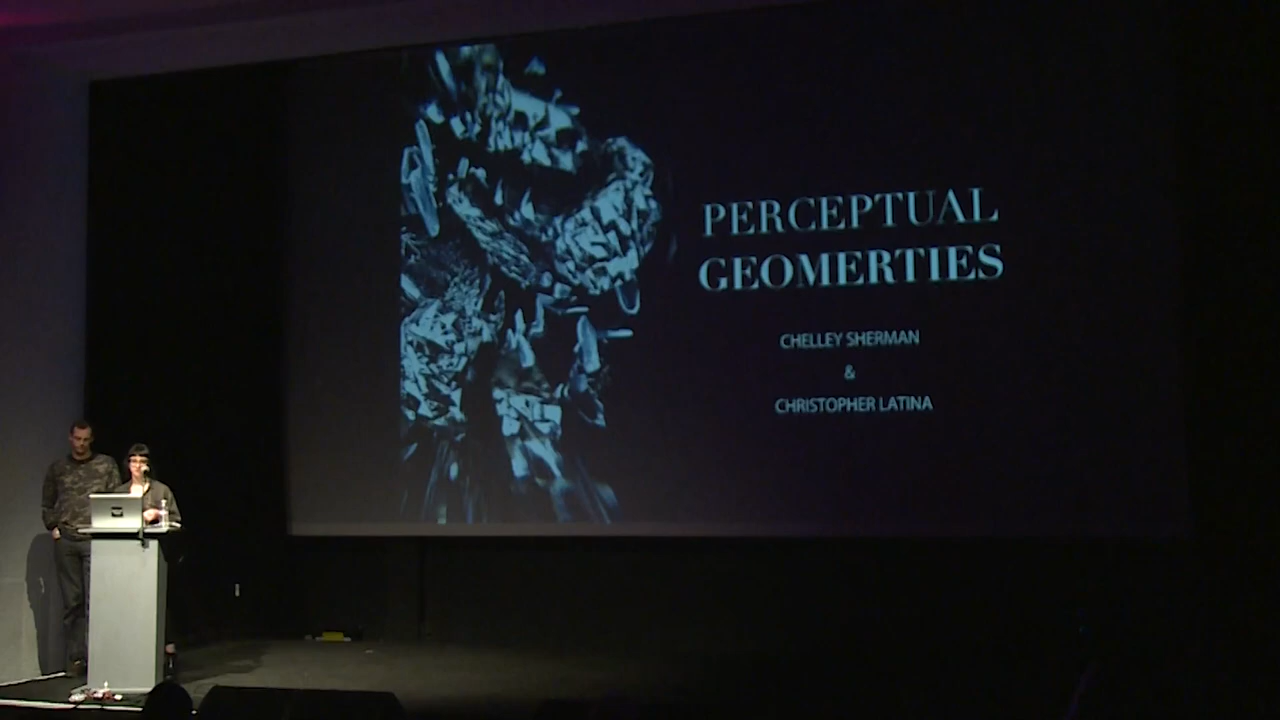 PERCEPTUAL
GEOMERTIES
CHELLEY SHERMAN
&
CHRISTOPHER LATINA